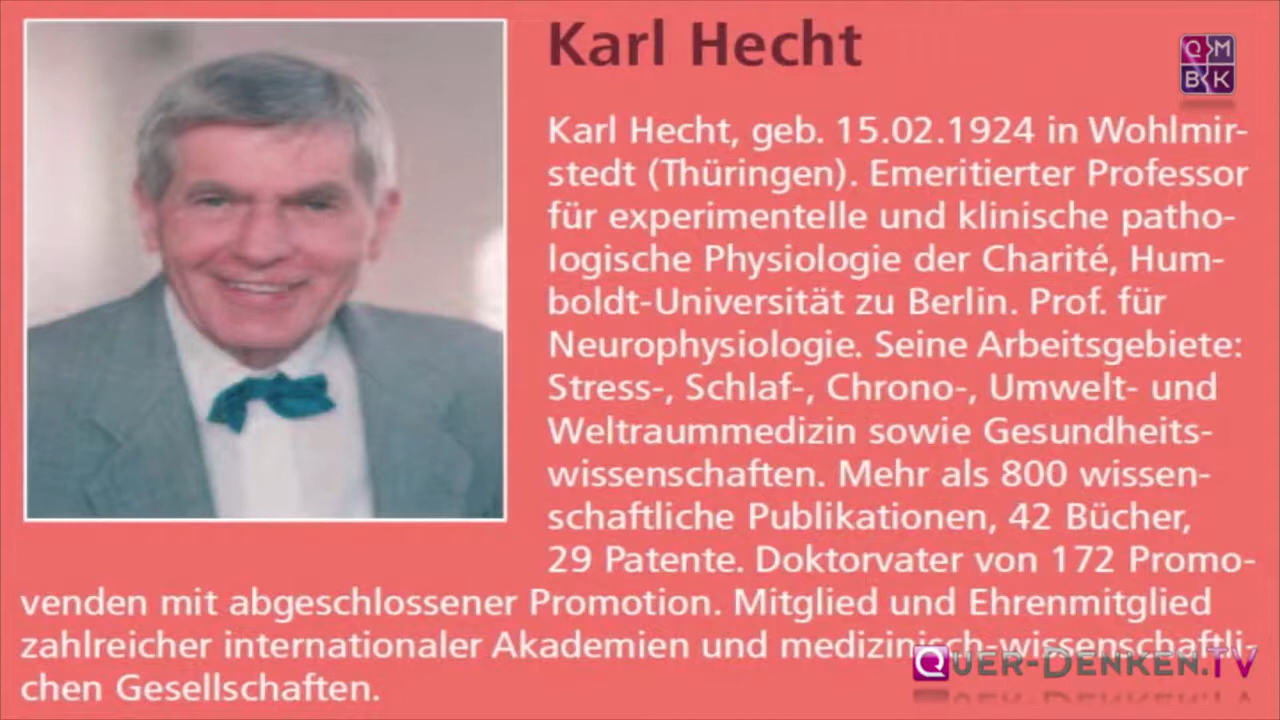 Karl Hecht
Q M
B K
Karl Hecht, geb. 15.02.1924 in Wohlmir-
stedt (Thüringen). Emeritierter Professor
für experimentelle und klinische patho-
logische Physiologie der Charité, Hum-
boldt-Universität zu Berlin. Prof. für
Neurophysiologie. Seine Arbeitsgebiete:
Stress-, Schlaf-, Chrono-, Umwelt- und
Weltraummedizin sowie Gesundheits-
wissenschaften. Mehr als 800 wissen-
schaftliche Publikationen, 42 Bücher,
29 Patente. Doktorvater von 172 Promo-
venden mit abgeschlossener Promotion. Mitglied und Ehrenmitglied
zahlreicher internationaler Akademien und medizinisch-wissenschaftli-
chen Gesellschaften.
QUER-DENKEN.TV